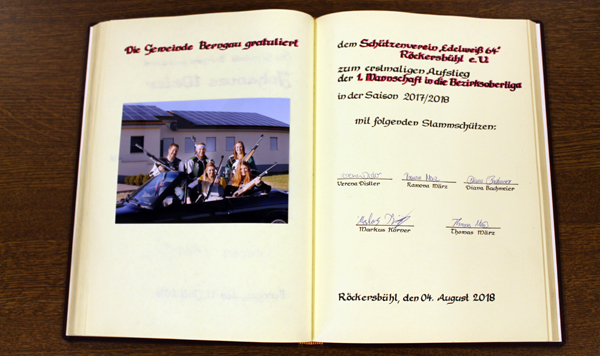 Die Gemeinde Berngau gratuliert
dem Schützenverein „Edelweiß 64“
Röckersbühl e.V.
zum erstmaligen Aufstieg
der 1. Mannschaft in die Bezirksoberliga
in der Saison 2017/2018
mit folgenden Stammschützen:
Verena Distler
Ramona März
Diana Bachmeier
Markus Körner
Thomas März
Röckersbühl, den 04. August 2018